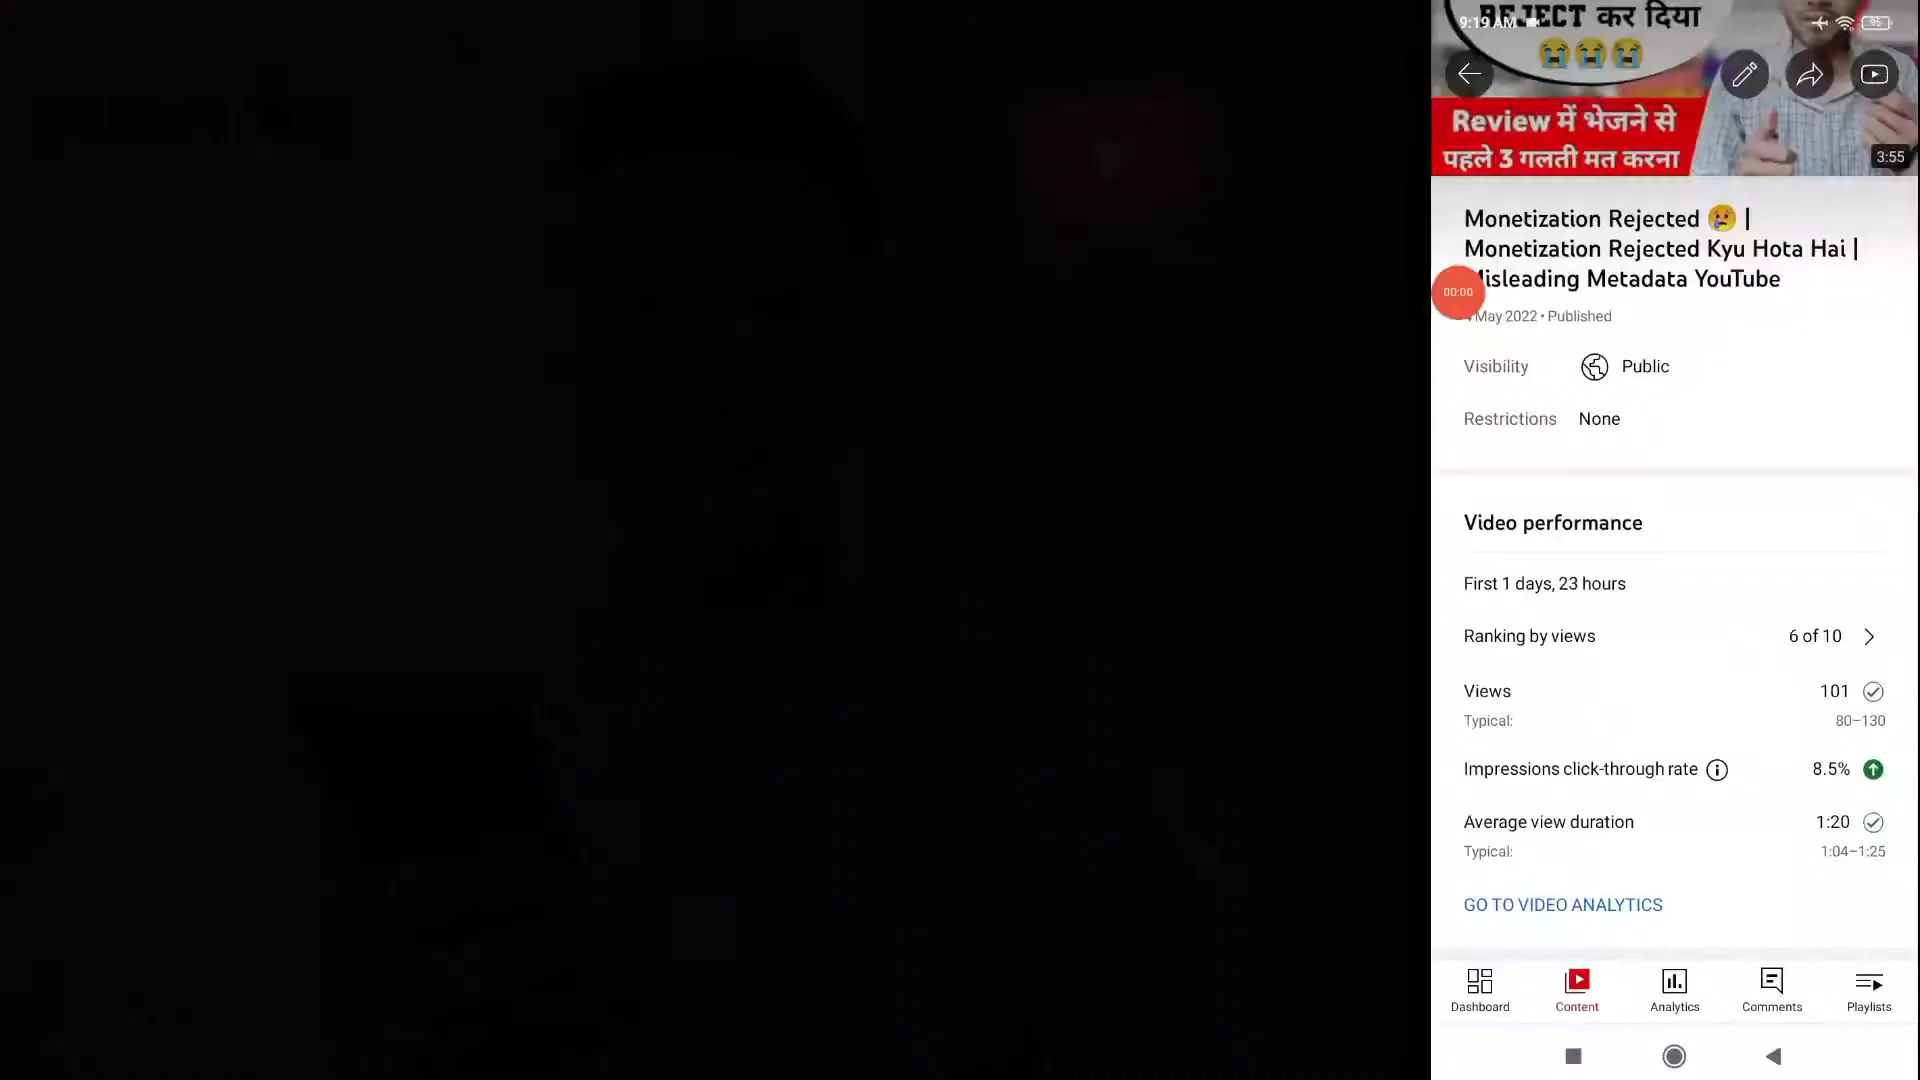 REJECT कर दिया
9:19 AM
95
Review में भेजने से
पहले 3 गलती मत करना
3:55
Monetization Rejected 😢 |
Monetization Rejected Kyu Hota Hai |
Misleading Metadata YouTube
00:00
May 2022 • Published
Visibility Public
Restrictions None
Video performance
First 1 days, 23 hours
Ranking by views 6 of 10
Views 101
Typical: 80–130
Impressions click-through rate 8.5%
Average view duration 1:20
Typical: 1:04–1:25
GO TO VIDEO ANALYTICS
Dashboard Content Analytics Comments Playlists